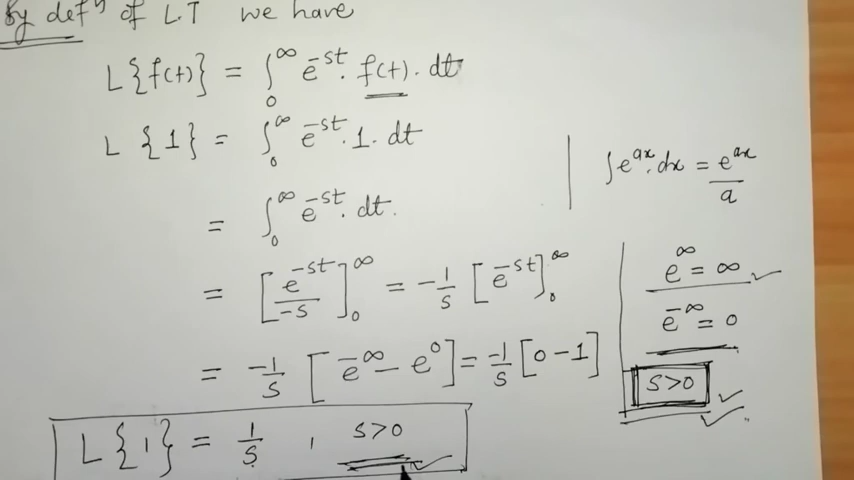 By defⁿ of L.T we have
L{f(t)} = ∫₀^∞ e^{-st}. f(t). dt
L {1} = ∫₀^∞ e^{-st}. 1. dt
= ∫₀^∞ e^{-st}. dt.
= [e^{-st}/-s]₀^∞ = -1/s [e^{-st}]₀^∞
= -1/s [e^{-∞} - e^0] = -1/s [0-1]
L{1} = 1/s , s>0
∫e^{ax}. dx = e^{ax}/a
e^∞ = ∞
e^{-∞} = 0
s>0